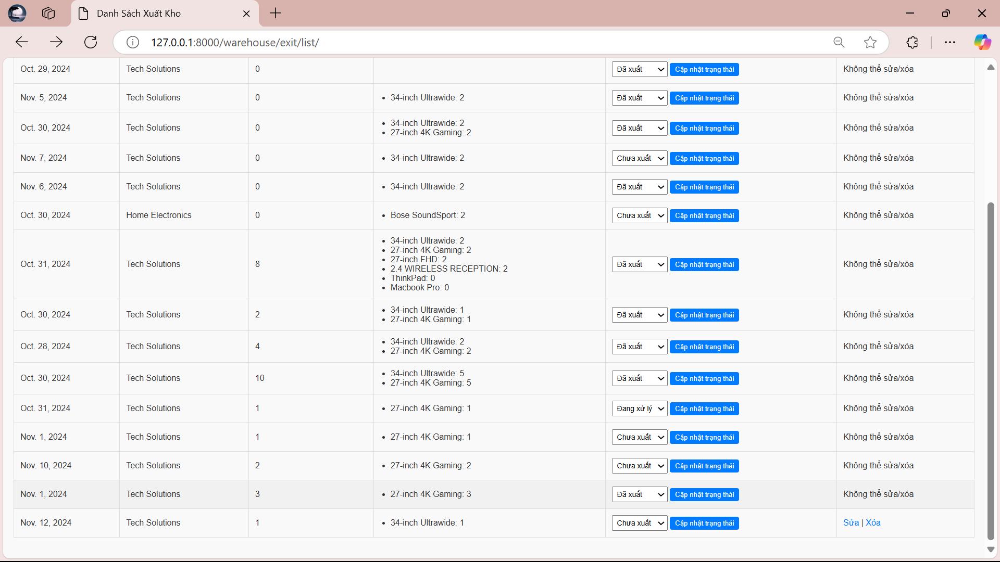 Danh Sách Xuất Kho
127.0.0.1:8000/warehouse/exit/list/
Oct. 29, 2024 Tech Solutions 0 Đã xuất Cập nhật trạng thái Không thể sửa/xóa
Nov. 5, 2024 Tech Solutions 0 • 34-inch Ultrawide: 2 Đã xuất Cập nhật trạng thái Không thể sửa/xóa
Oct. 30, 2024 Tech Solutions 0 • 34-inch Ultrawide: 2
• 27-inch 4K Gaming: 2 Đã xuất Cập nhật trạng thái Không thể sửa/xóa
Nov. 7, 2024 Tech Solutions 0 • 34-inch Ultrawide: 2 Chưa xuất Cập nhật trạng thái Không thể sửa/xóa
Nov. 6, 2024 Tech Solutions 0 • 34-inch Ultrawide: 2 Đã xuất Cập nhật trạng thái Không thể sửa/xóa
Oct. 30, 2024 Home Electronics 0 • Bose SoundSport: 2 Chưa xuất Cập nhật trạng thái Không thể sửa/xóa
Oct. 31, 2024 Tech Solutions 8 • 34-inch Ultrawide: 2
• 27-inch 4K Gaming: 2
• 27-inch FHD: 2
• 2.4 WIRELESS RECEPTION: 2
• ThinkPad: 0
• Macbook Pro: 0 Đã xuất Cập nhật trạng thái Không thể sửa/xóa
Oct. 30, 2024 Tech Solutions 2 • 34-inch Ultrawide: 1
• 27-inch 4K Gaming: 1 Đã xuất Cập nhật trạng thái Không thể sửa/xóa
Oct. 28, 2024 Tech Solutions 4 • 34-inch Ultrawide: 2
• 27-inch 4K Gaming: 2 Đã xuất Cập nhật trạng thái Không thể sửa/xóa
Oct. 30, 2024 Tech Solutions 10 • 34-inch Ultrawide: 5
• 27-inch 4K Gaming: 5 Đã xuất Cập nhật trạng thái Không thể sửa/xóa
Oct. 31, 2024 Tech Solutions 1 • 27-inch 4K Gaming: 1 Đang xử lý Cập nhật trạng thái Không thể sửa/xóa
Nov. 1, 2024 Tech Solutions 1 • 27-inch 4K Gaming: 1 Chưa xuất Cập nhật trạng thái Không thể sửa/xóa
Nov. 10, 2024 Tech Solutions 2 • 27-inch 4K Gaming: 2 Chưa xuất Cập nhật trạng thái Không thể sửa/xóa
Nov. 1, 2024 Tech Solutions 3 • 27-inch 4K Gaming: 3 Đã xuất Cập nhật trạng thái Không thể sửa/xóa
Nov. 12, 2024 Tech Solutions 1 • 34-inch Ultrawide: 1 Chưa xuất Cập nhật trạng thái Sửa | Xóa